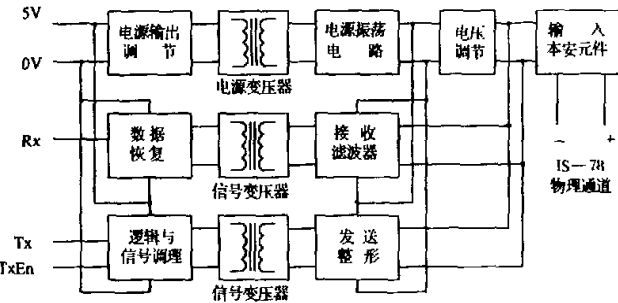 5V
0V
Rx
Tx
TxEn
电源输出
调 节
电源变压器
电源振荡
电 路
电压
调节
输 入
本安元件
数据
恢复
信号变压器
接收
滤波器
－ +
IS—78
物理通道
逻辑与
信号调理
信号变压器
发 送
整形